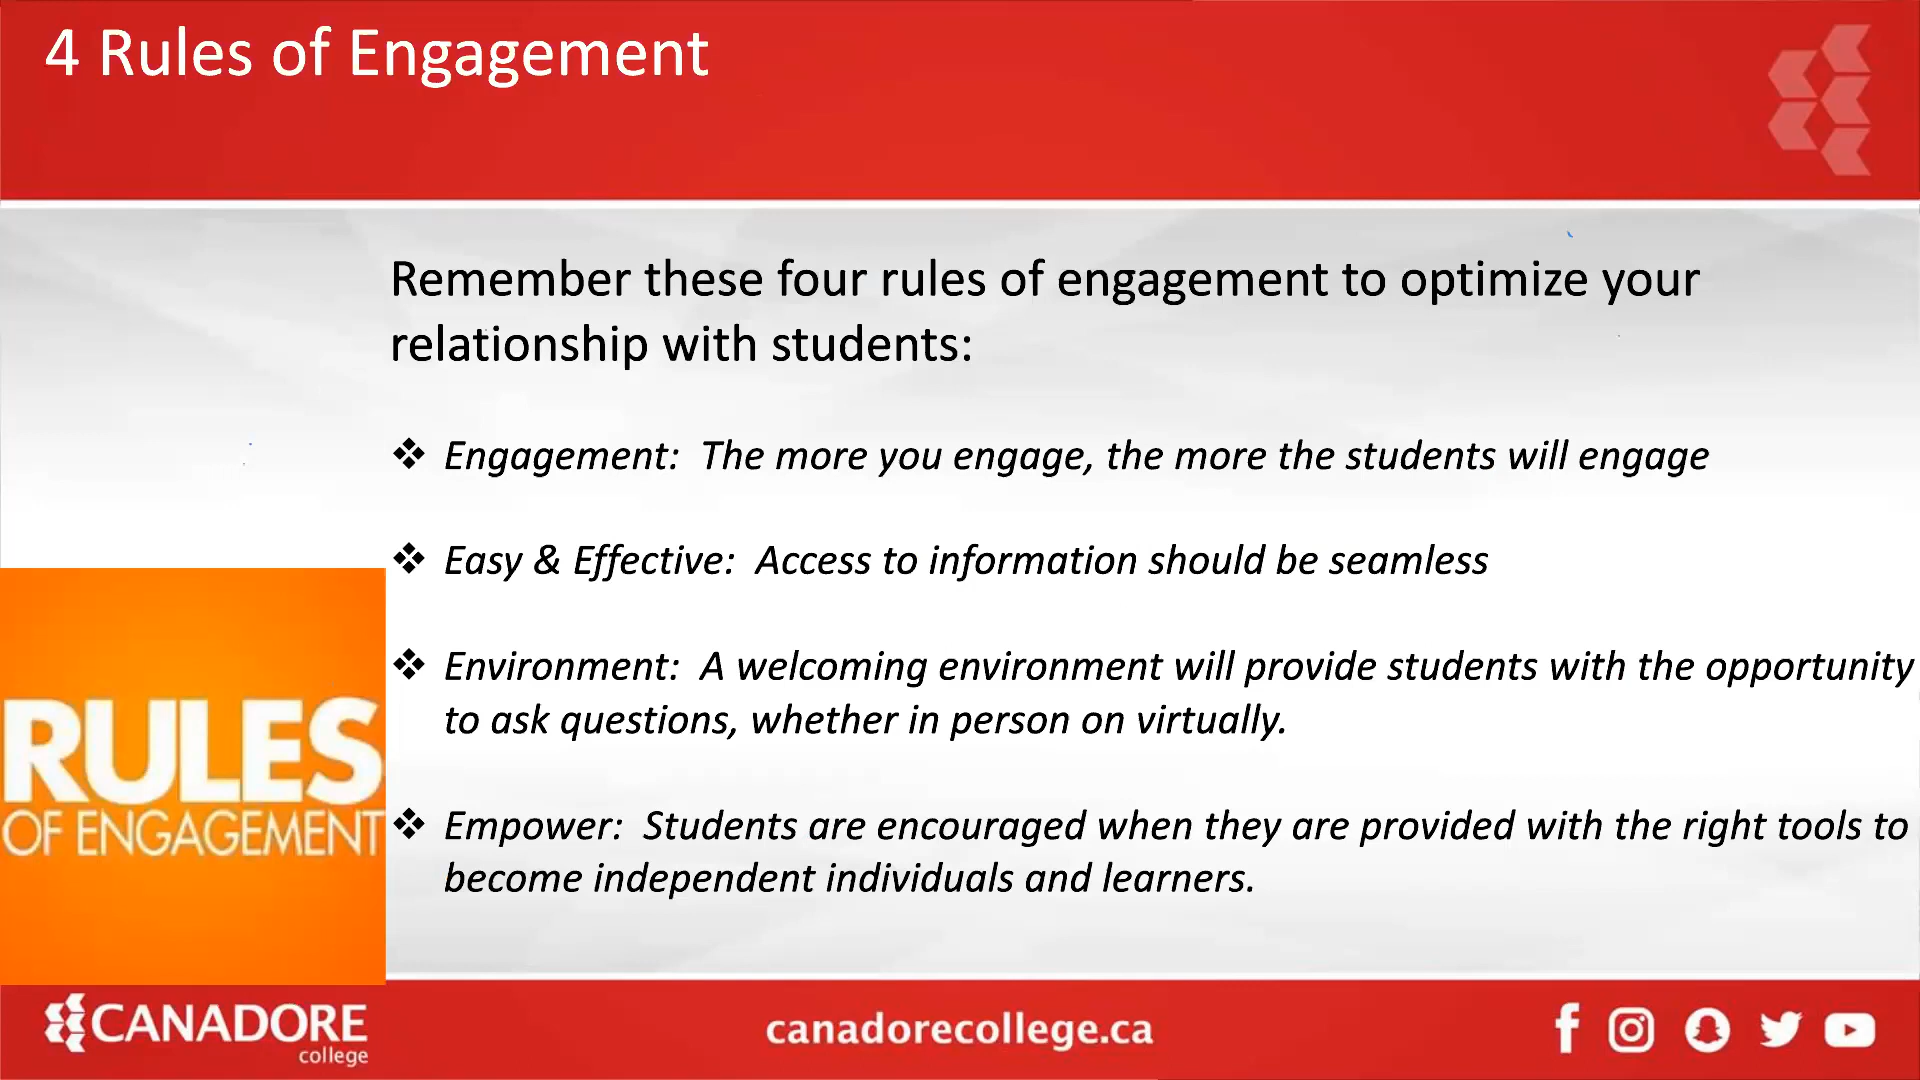 4 Rules of Engagement
Remember these four rules of engagement to optimize your
relationship with students:
❖ Engagement: The more you engage, the more the students will engage
❖ Easy & Effective: Access to information should be seamless
❖ Environment: A welcoming environment will provide students with the opportunity
to ask questions, whether in person on virtually.
❖ Empower: Students are encouraged when they are provided with the right tools to
become independent individuals and learners.
RULES
OF ENGAGEMENT
CANADORE
college
canadorecollege.ca